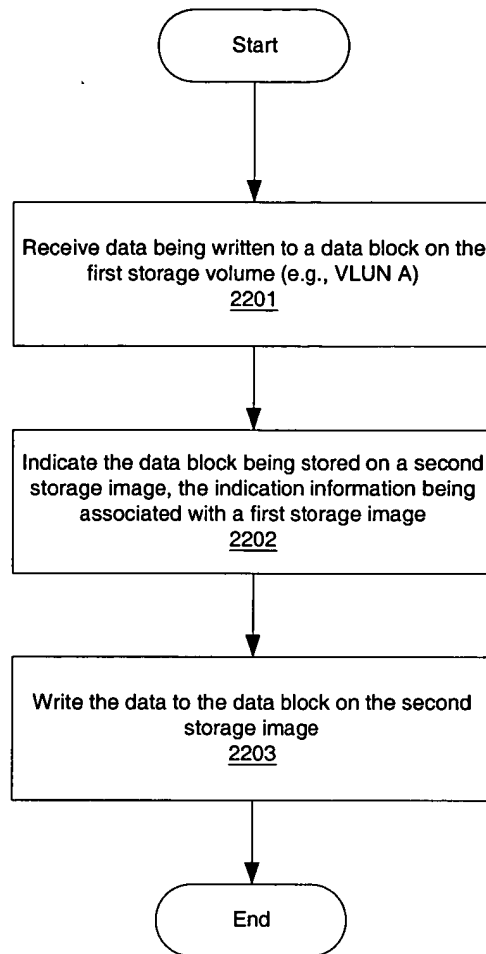 Start
Receive data being written to a data block on the
first storage volume (e.g., VLUN A)
2201
Indicate the data block being stored on a second
storage image, the indication information being
associated with a first storage image
2202
Write the data to the data block on the second
storage image
2203
End